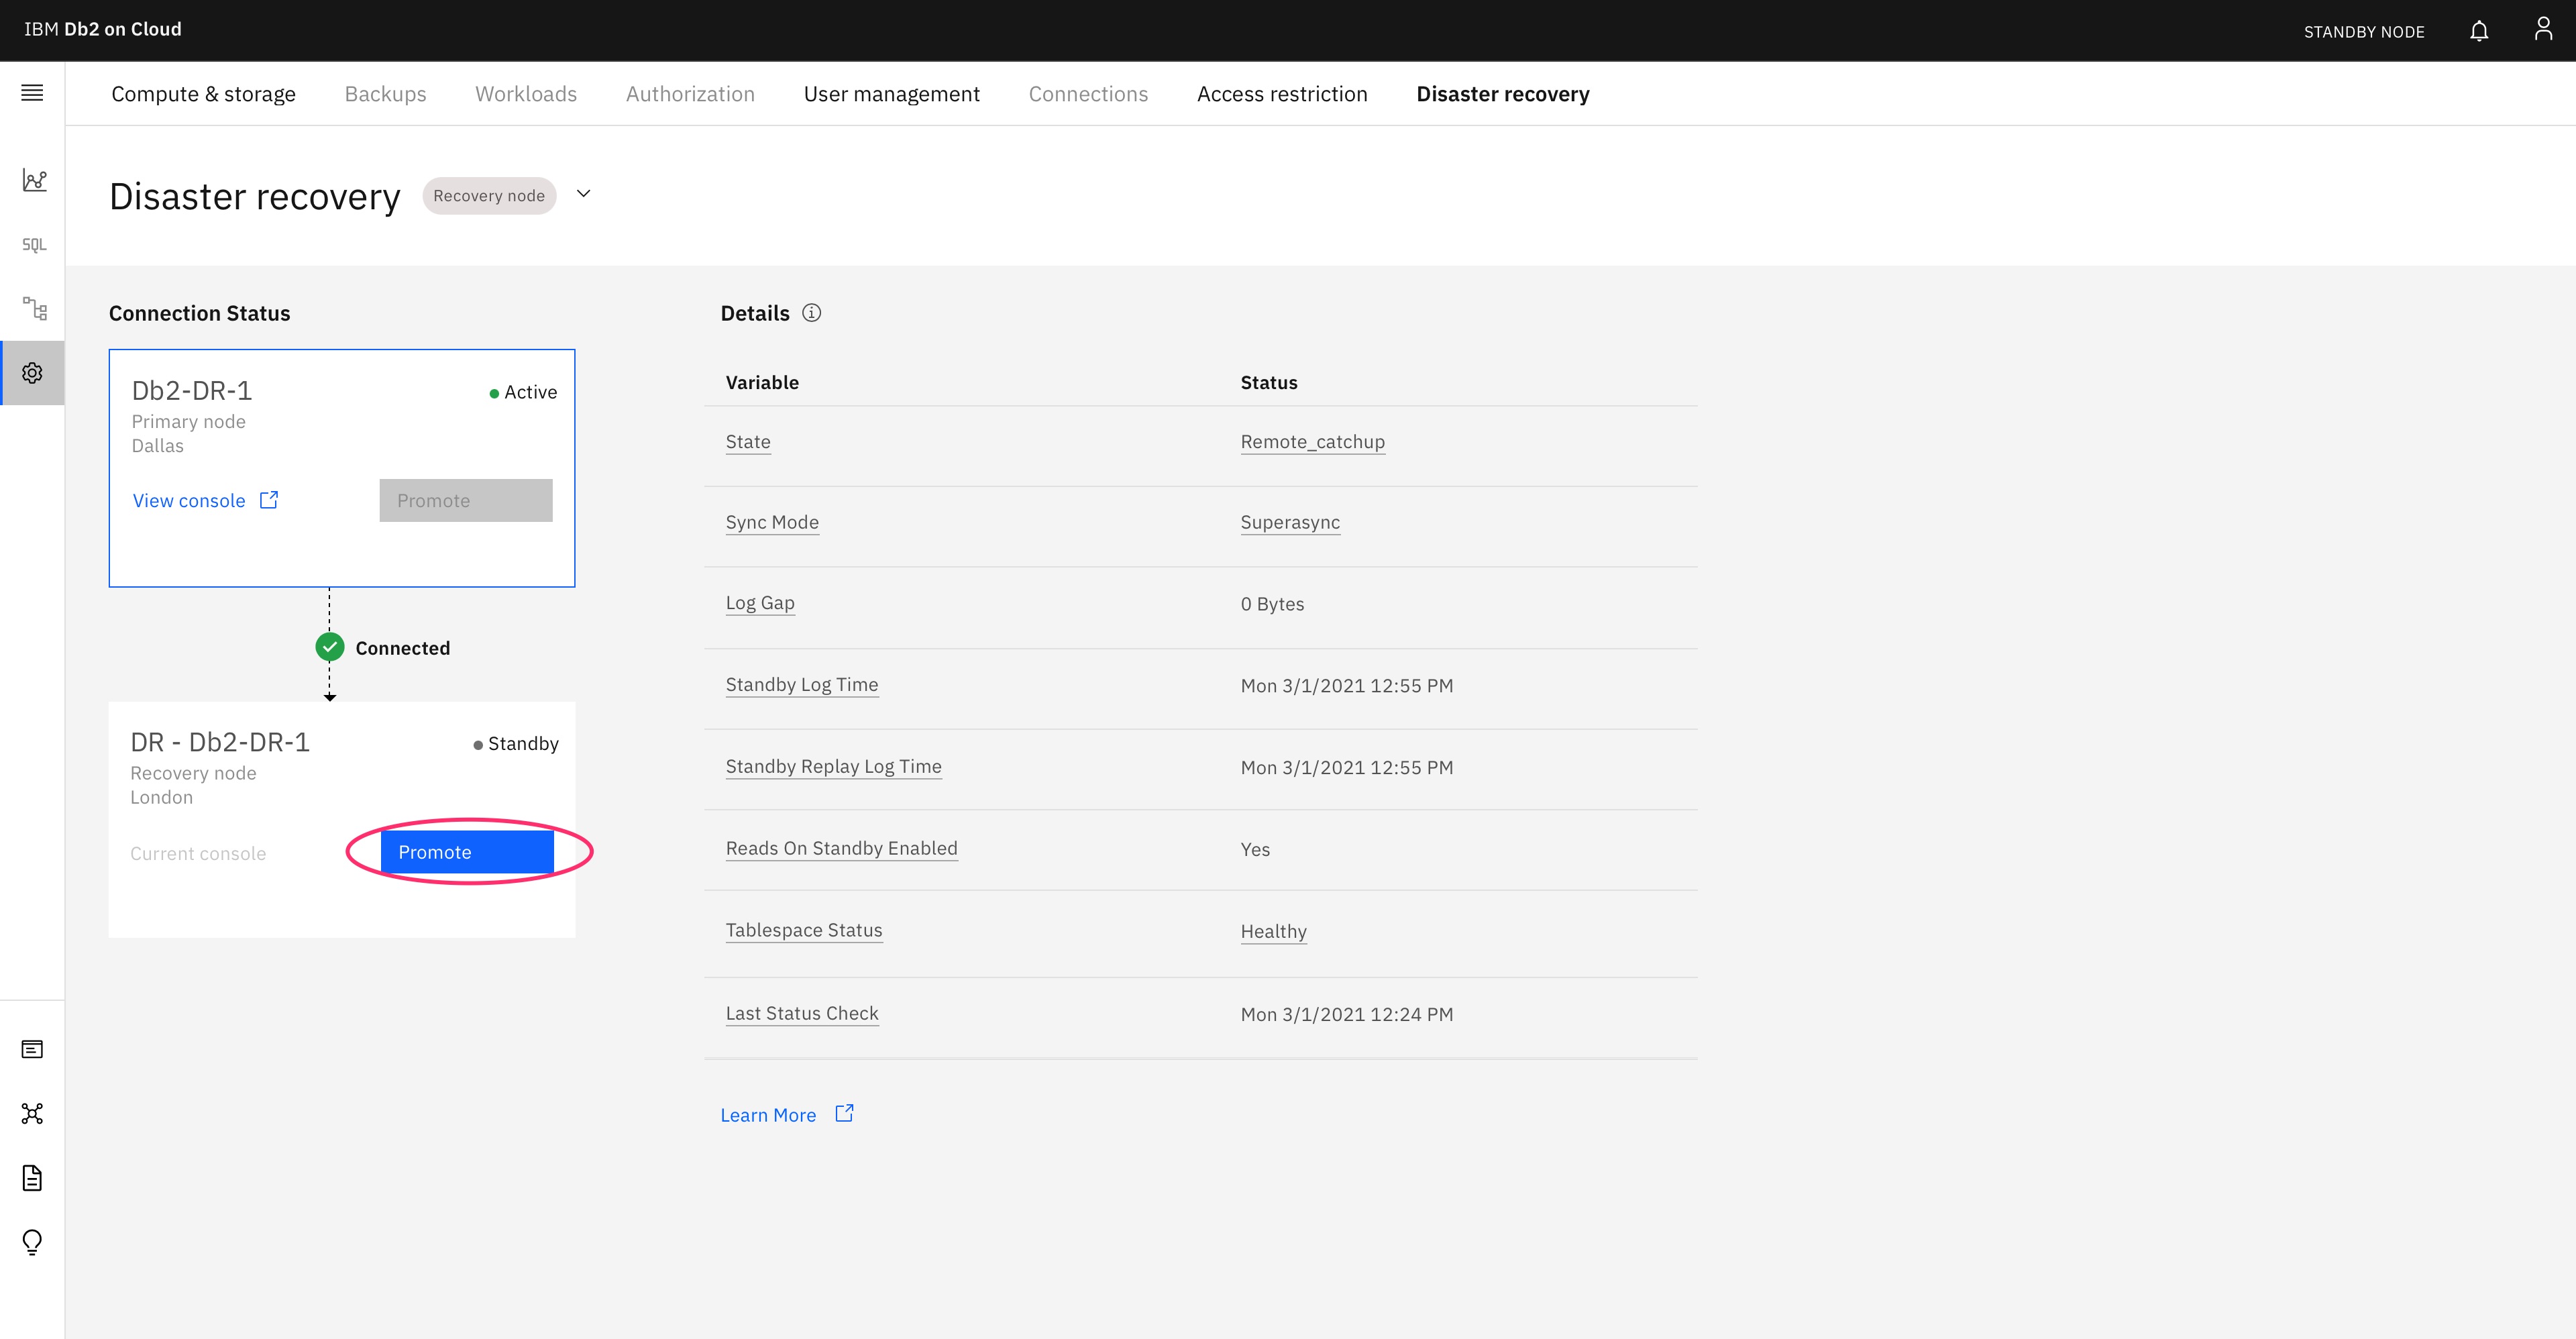 IBM Db2 on Cloud
STANDBY NODE
Compute & storage Backups Workloads Authorization User management Connections Access restriction Disaster recovery
SQL
Disaster recovery Recovery node
Connection Status
Db2-DR-1 Active
Primary node
Dallas
View console Promote
Connected
DR - Db2-DR-1 Standby
Recovery node
London
Current console Promote
Details
Variable Status
State Remote_catchup
Sync Mode Superasync
Log Gap 0 Bytes
Standby Log Time Mon 3/1/2021 12:55 PM
Standby Replay Log Time Mon 3/1/2021 12:55 PM
Reads On Standby Enabled Yes
Tablespace Status Healthy
Last Status Check Mon 3/1/2021 12:24 PM
Learn More